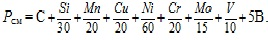 Pсм = C + Si/30 + Mn/20 + Cu/20 + Ni/60 + Cr/20 + Mo/15 + V/10 + 5B.